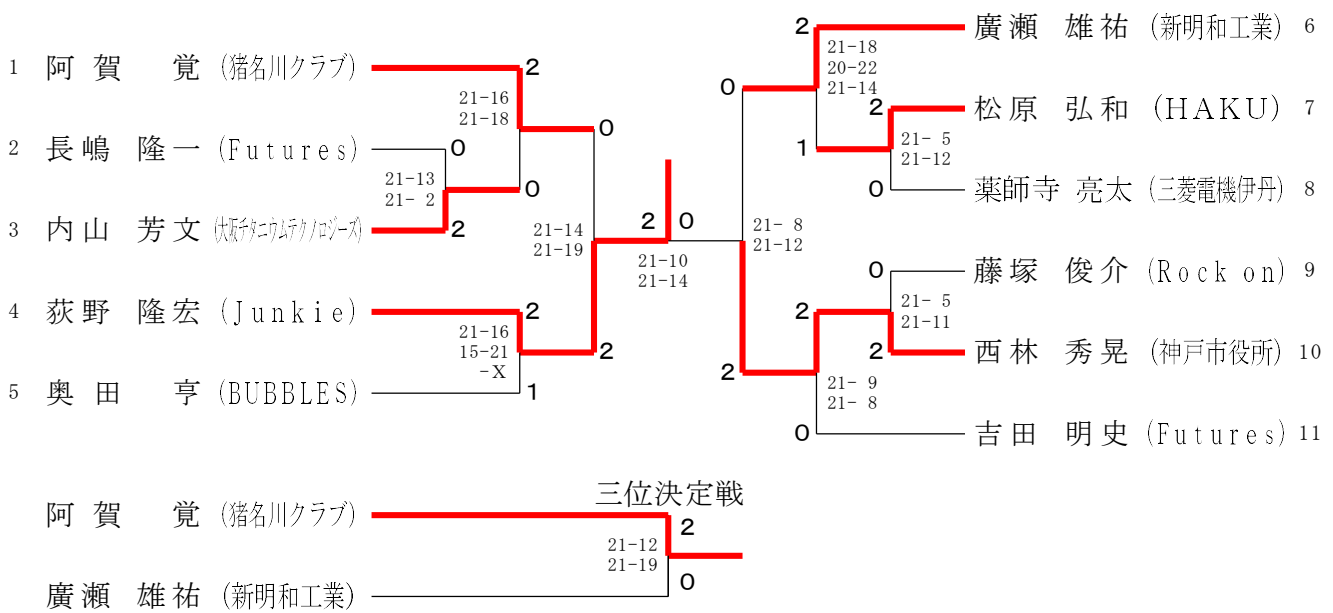 1 阿賀 覚 (猪名川クラブ)
2 長嶋 隆一 (Futures)
3 内山 芳文 (大阪チタニウムテクノロジーズ)
4 荻野 隆宏 (Junkie)
5 奥田 亨 (BUBBLES)
2
21-16
21-18
0
0
21-13
21- 2
0
2
21-14
21-19
2
21-16
15-21
-X
2
1
2 0
21-10
21-14
0
21- 8
21-12
2
2
21-18
20-22
21-14
1
2
21- 5
21-12
0
0
21- 5
21-11
2
2
21- 9
21- 8
0
廣瀬 雄祐 (新明和工業) 6
松原 弘和 (HAKU) 7
薬師寺 亮太 (三菱電機伊丹) 8
藤塚 俊介 (Rock on) 9
西林 秀晃 (神戸市役所) 10
吉田 明史 (Futures) 11
三位決定戦
阿賀 覚 (猪名川クラブ)
2
21-12
21-19
0
廣瀬 雄祐 (新明和工業)